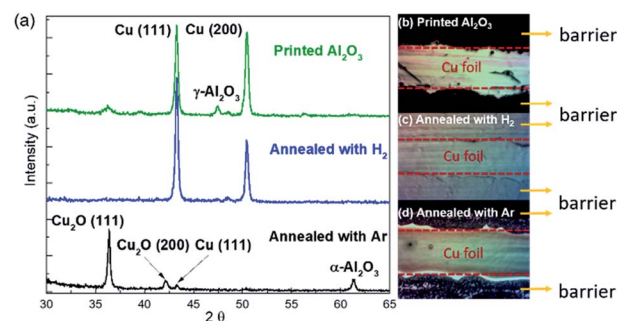 (a)
Cu (111)
Cu (200)
Printed Al₂O₃
γ-Al₂O₃
Annealed with H₂
Cu₂O (111)
Annealed with Ar
Cu₂O (200)
Cu (111)
α-Al₂O₃
Intensity (a.u.)
30 35 40 45 50 55 60 65
2 θ
(b) Printed Al₂O₃
barrier
Cu foil
barrier
(c) Annealed with H₂
Cu foil
barrier
(d) Annealed with Ar
Cu foil
barrier